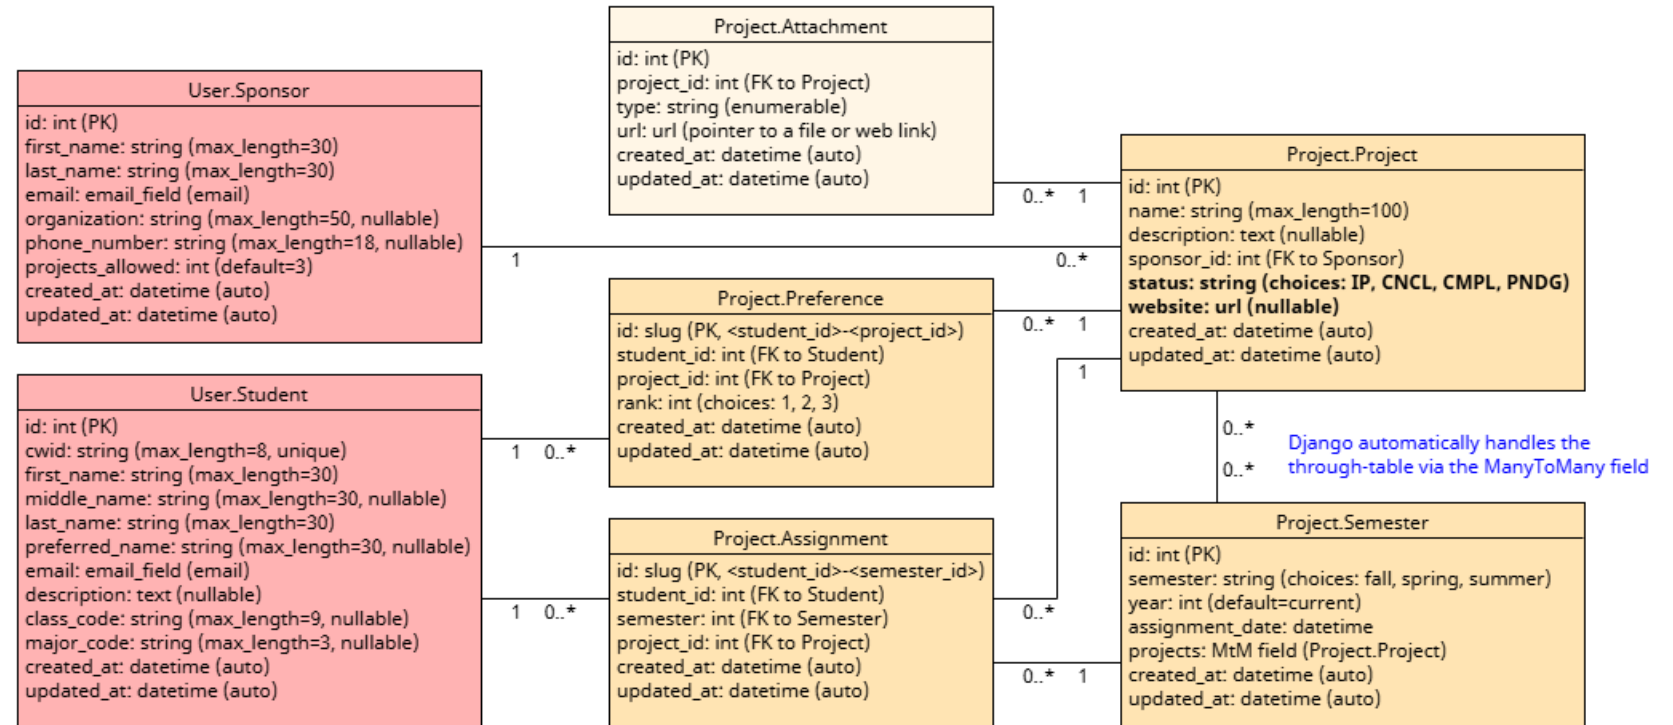 Project.Attachment
id: int (PK)
project_id: int (FK to Project)
type: string (enumerable)
url: url (pointer to a file or web link)
created_at: datetime (auto)
updated_at: datetime (auto)
User.Sponsor
id: int (PK)
first_name: string (max_length=30)
last_name: string (max_length=30)
email: email_field (email)
organization: string (max_length=50, nullable)
phone_number: string (max_length=18, nullable)
projects_allowed: int (default=3)
created_at: datetime (auto)
updated_at: datetime (auto)
Project.Project
id: int (PK)
name: string (max_length=100)
description: text (nullable)
sponsor_id: int (FK to Sponsor)
status: string (choices: IP, CNCL, CMPL, PNDG)
website: url (nullable)
created_at: datetime (auto)
updated_at: datetime (auto)
0..* 1
1 0..*
Project.Preference
id: slug (PK, <student_id>-<project_id>)
student_id: int (FK to Student)
project_id: int (FK to Project)
rank: int (choices: 1, 2, 3)
created_at: datetime (auto)
updated_at: datetime (auto)
0..* 1
1
User.Student
id: int (PK)
cwid: string (max_length=8, unique)
first_name: string (max_length=30)
middle_name: string (max_length=30, nullable)
last_name: string (max_length=30)
preferred_name: string (max_length=30, nullable)
email: email_field (email)
description: text (nullable)
class_code: string (max_length=9, nullable)
major_code: string (max_length=3, nullable)
created_at: datetime (auto)
updated_at: datetime (auto)
1 0..*
0..*
0..*
Django automatically handles the
through-table via the ManyToMany field
Project.Assignment
id: slug (PK, <student_id>-<semester_id>)
student_id: int (FK to Student)
semester: int (FK to Semester)
project_id: int (FK to Project)
created_at: datetime (auto)
updated_at: datetime (auto)
1 0..*
0..*
0..* 1
Project.Semester
id: int (PK)
semester: string (choices: fall, spring, summer)
year: int (default=current)
assignment_date: datetime
projects: MtM field (Project.Project)
created_at: datetime (auto)
updated_at: datetime (auto)